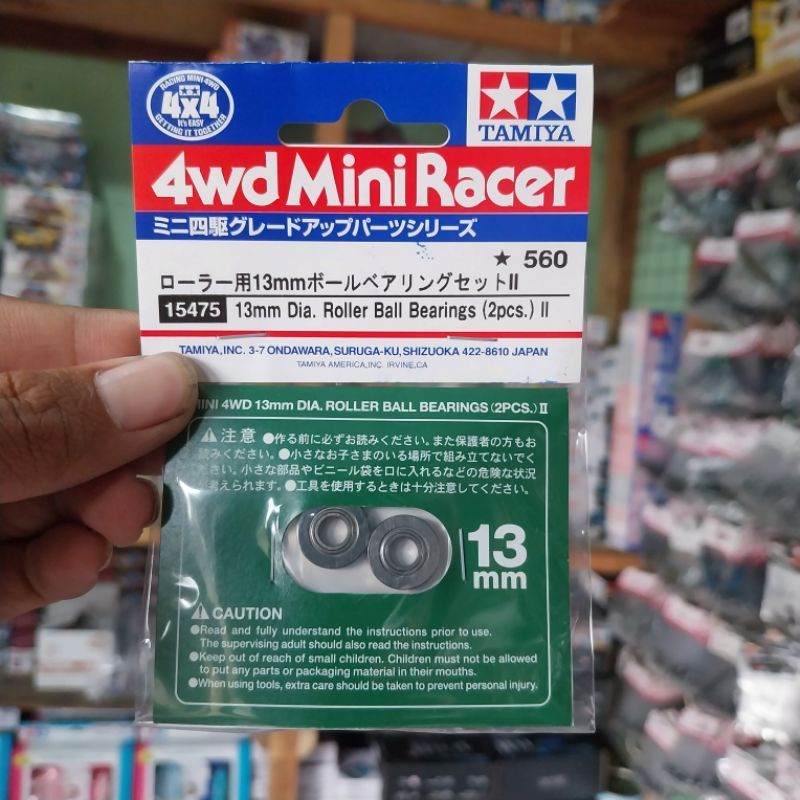 RACING MINI 4WD
4x4
It's EASY
GETTING IT TOGETHER
TAMIYA
4wd Mini Racer
ミニ四駆グレードアップパーツシリーズ
★ 560
ローラー用13mmボールベアリングセットII
15475 13mm Dia. Roller Ball Bearings (2pcs.) II
TAMIYA,INC. 3-7 ONDAWARA,SURUGA-KU,SHIZUOKA 422-8610 JAPAN
TAMIYA AMERICA,INC. IRVINE,CA
MINI 4WD 13mm DIA. ROLLER BALL BEARINGS (2PCS.) II
注意 ●作る前に必ずお読みください。また保護者の方もお
読みください。●小さなお子さまのいる場所で組み立てないでく
ださい。小さな部品やビニール袋を口に入れるなどの危険な状況
が考えられます。●工具を使用するときは十分注意してください。
13
mm
CAUTION
●Read and fully understand the instructions prior to use.
The supervising adult should also read the instructions.
●Keep out of reach of small children. Children must not be allowed
to put any parts or packaging material in their mouths.
●When using tools, extra care should be taken to prevent personal injury.